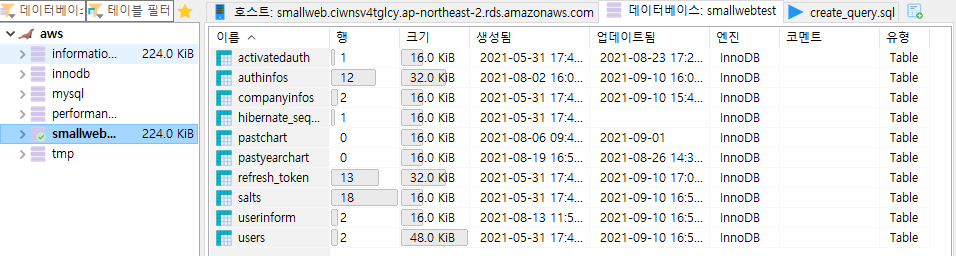 데이터베이스 테이블 필터 호스트: smallweb.ciwnsv4tglcy.ap-northeast-2.rds.amazonaws.com 데이터베이스: smallwebtest create_query.sql
aws
informatio... 224.0 KiB
innodb
mysql
performan...
smallweb... 224.0 KiB
tmp
이름 행 크기 생성됨 업데이트됨 엔진 코멘트 유형
activatedauth 1 16.0 KiB 2021-05-31 17:4... 2021-08-23 17:2... InnoDB Table
authinfos 12 32.0 KiB 2021-08-02 16:0... 2021-09-10 16:0... InnoDB Table
companyinfos 2 16.0 KiB 2021-05-31 17:4... 2021-09-10 15:4... InnoDB Table
hibernate_seq... 1 16.0 KiB 2021-05-31 17:4... InnoDB Table
pastchart 0 16.0 KiB 2021-08-06 09:4... 2021-09-01 InnoDB Table
pastyearchart 0 16.0 KiB 2021-08-19 16:5... 2021-08-26 14:3... InnoDB Table
refresh_token 13 32.0 KiB 2021-05-31 17:4... 2021-09-10 17:0... InnoDB Table
salts 18 16.0 KiB 2021-05-31 17:4... 2021-09-10 16:5... InnoDB Table
userinform 2 16.0 KiB 2021-08-13 11:5... 2021-09-10 16:5... InnoDB Table
users 2 48.0 KiB 2021-05-31 17:4... 2021-09-10 16:5... InnoDB Table